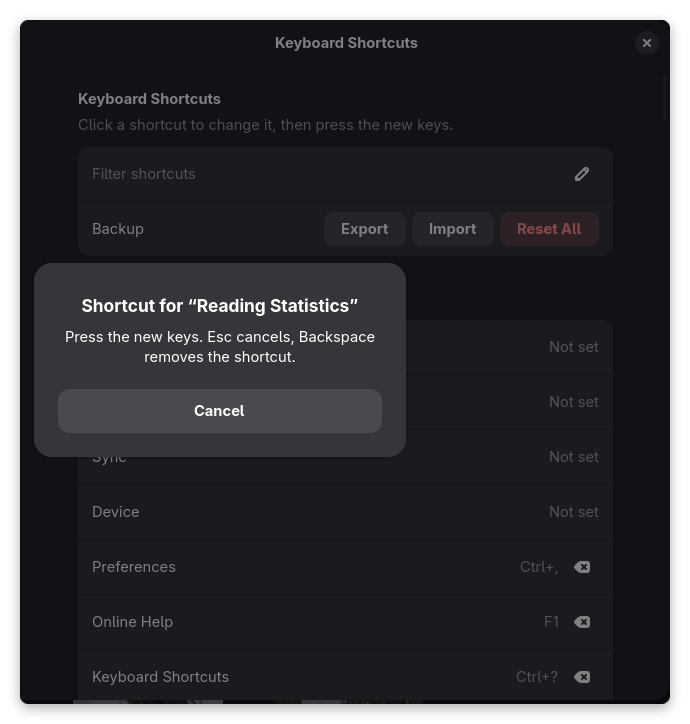 Keyboard Shortcuts
Keyboard Shortcuts
Click a shortcut to change it, then press the new keys.
Filter shortcuts
Backup Export Import Reset All
Shortcut for “Reading Statistics”
Press the new keys. Esc cancels, Backspace
removes the shortcut.
Cancel
Not set
Not set
Sync Not set
Device Not set
Preferences Ctrl+,
Online Help F1
Keyboard Shortcuts Ctrl+?